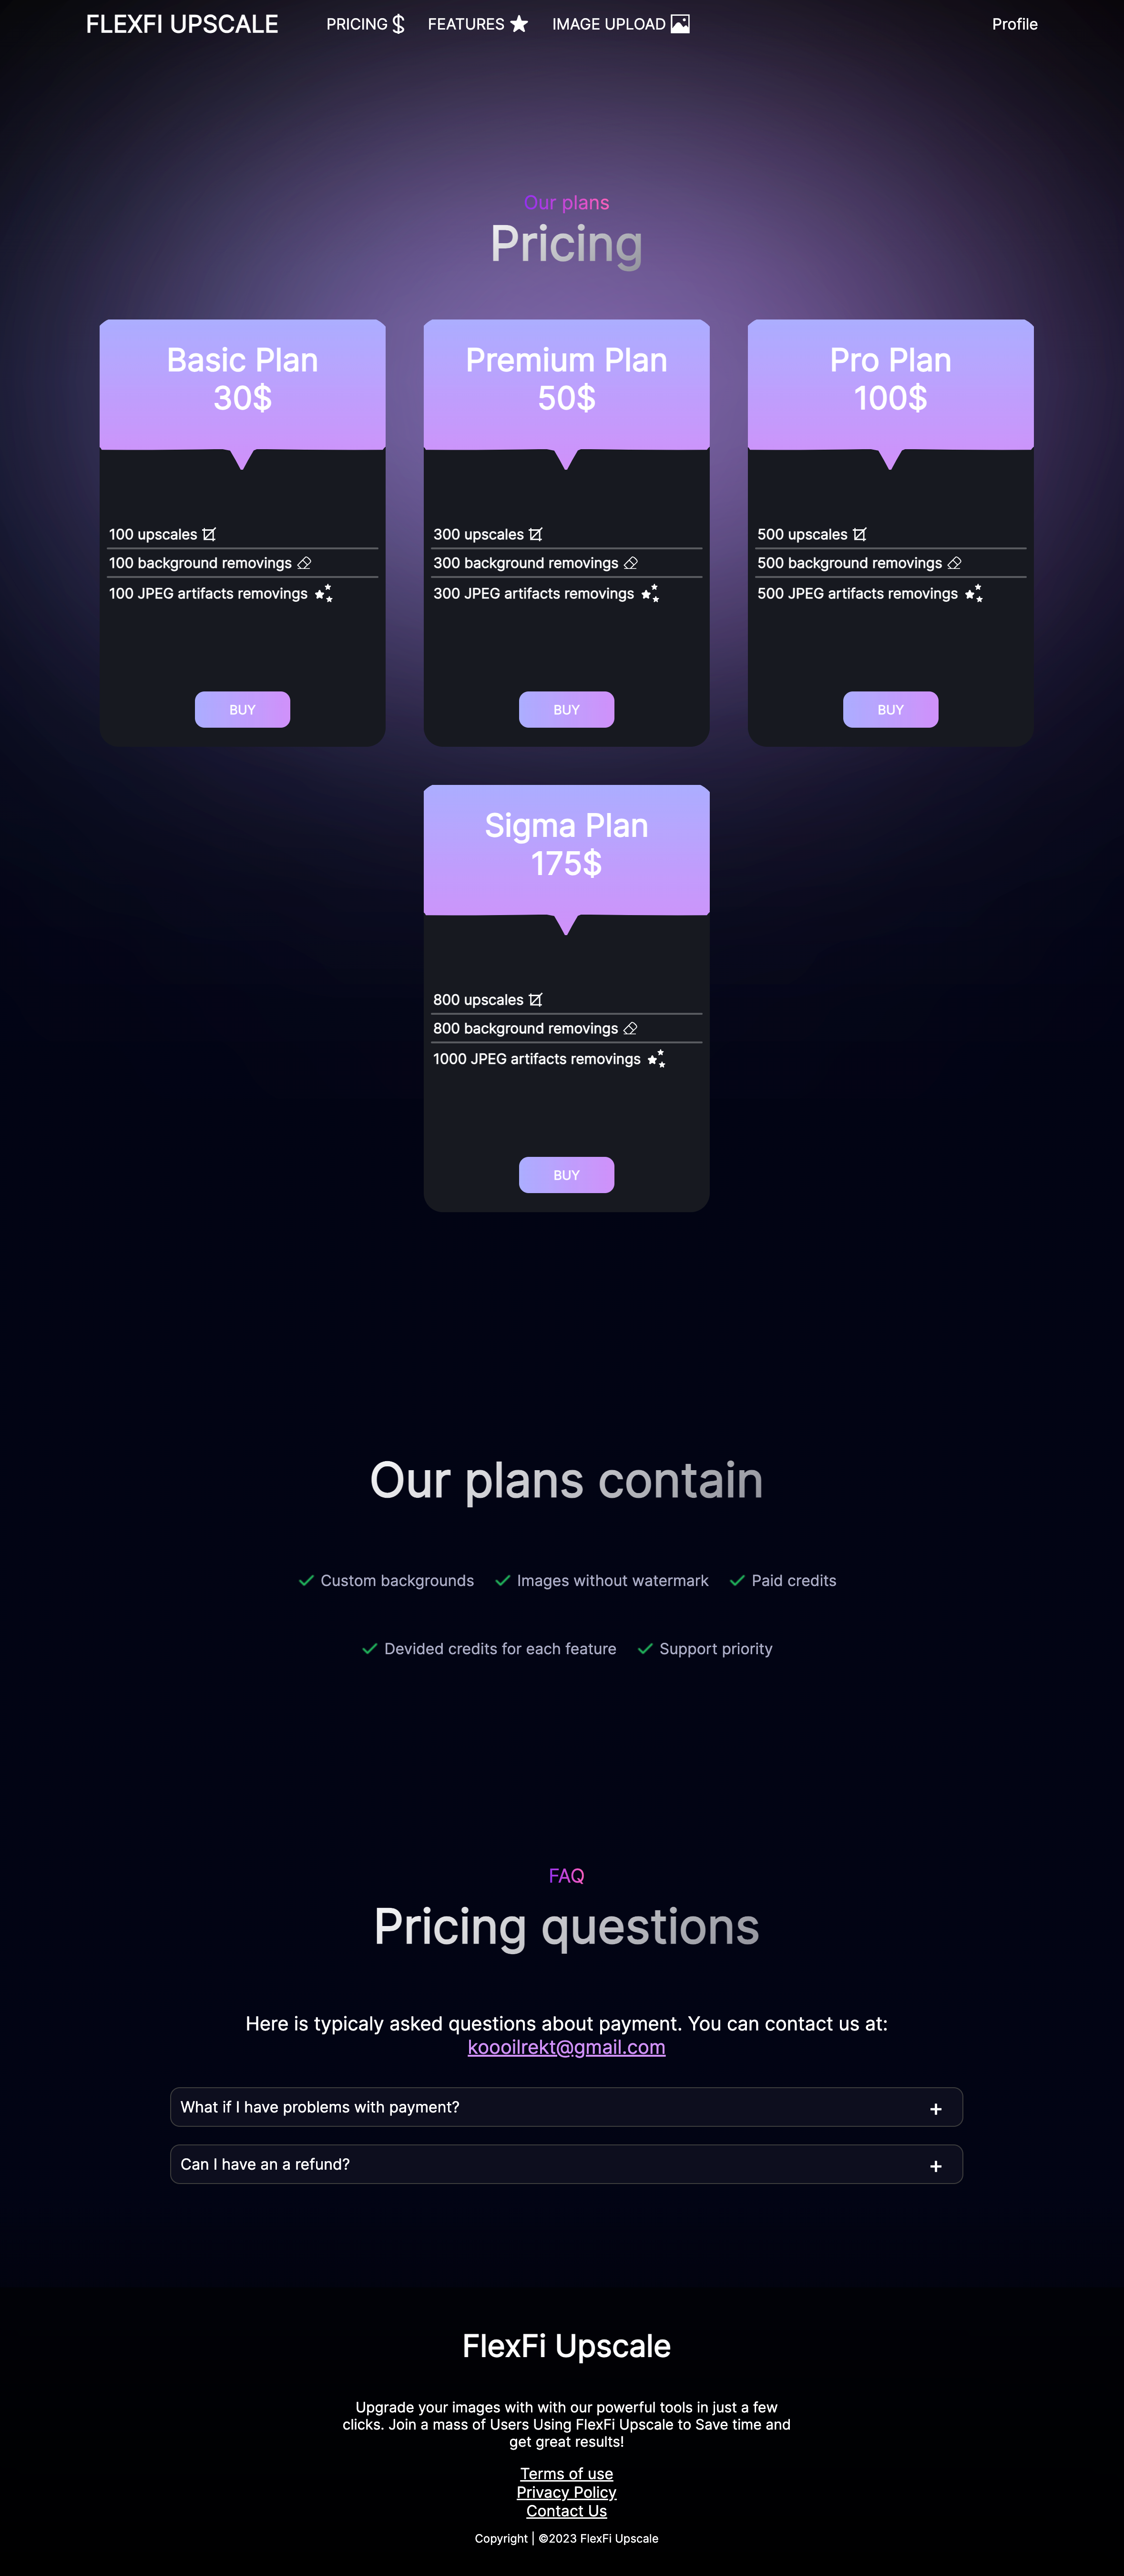 FLEXFI UPSCALE PRICING FEATURES IMAGE UPLOAD Profile
Our plans
Pricing
Basic Plan
30$
100 upscales
100 background removings
100 JPEG artifacts removings
BUY
Premium Plan
50$
300 upscales
300 background removings
300 JPEG artifacts removings
BUY
Pro Plan
100$
500 upscales
500 background removings
500 JPEG artifacts removings
BUY
Sigma Plan
175$
800 upscales
800 background removings
1000 JPEG artifacts removings
BUY
Our plans contain
Custom backgrounds Images without watermark Paid credits
Devided credits for each feature Support priority
FAQ
Pricing questions
Here is typicaly asked questions about payment. You can contact us at:
koooilrekt@gmail.com
What if I have problems with payment? +
Can I have an a refund? +
FlexFi Upscale
Upgrade your images with with our powerful tools in just a few
clicks. Join a mass of Users Using FlexFi Upscale to Save time and
get great results!
Terms of use
Privacy Policy
Contact Us
Copyright | ©2023 FlexFi Upscale